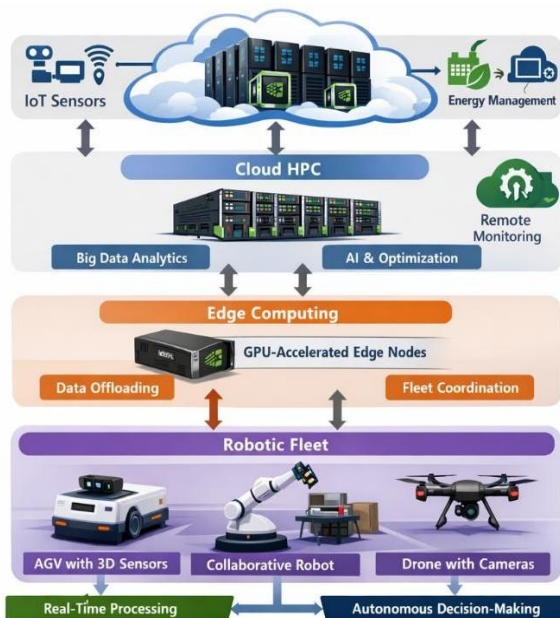 IoT Sensors
Energy Management
Cloud HPC
Remote
Monitoring
Big Data Analytics
AI & Optimization
Edge Computing
GPU-Accelerated Edge Nodes
Data Offloading
Fleet Coordination
Robotic Fleet
AGV with 3D Sensors
Collaborative Robot
Drone with Cameras
Real-Time Processing
Autonomous Decision-Making